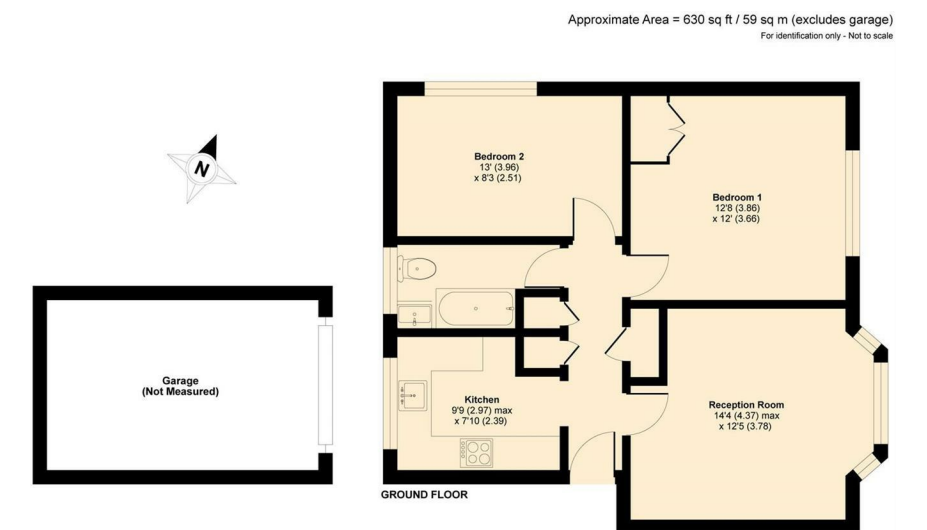 Approximate Area = 630 sq ft / 59 sq m (excludes garage)
For identification only - Not to scale
N
Bedroom 2
13' (3.96)
x 8'3 (2.51)
Bedroom 1
12'8 (3.86)
x 12' (3.66)
Garage
(Not Measured)
Kitchen
9'9 (2.97) max
x 7'10 (2.39)
Reception Room
14'4 (4.37) max
x 12'5 (3.78)
GROUND FLOOR